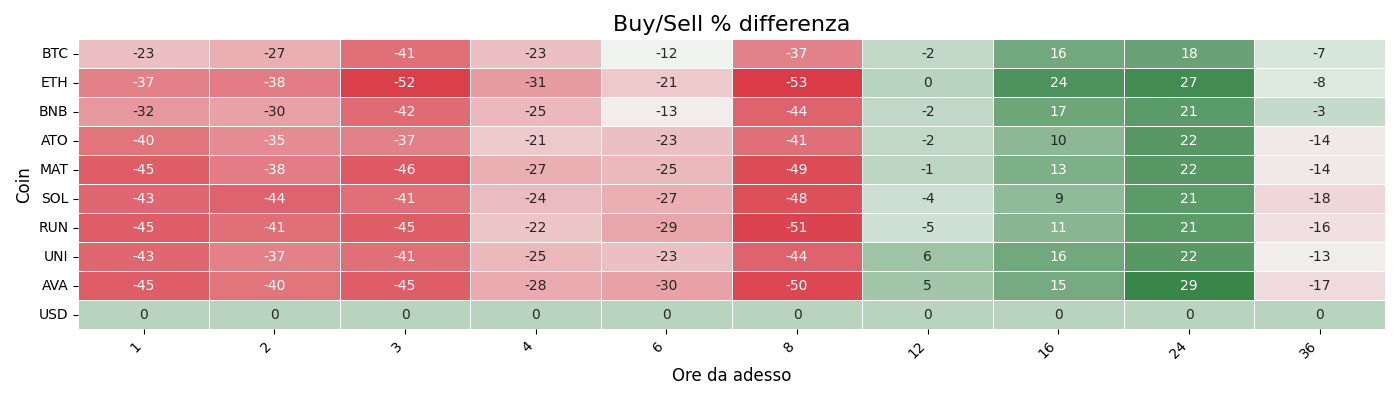 Buy/Sell % differenza
Coin
BTC -23 -27 -41 -23 -12 -37 -2 16 18 -7
ETH -37 -38 -52 -31 -21 -53 0 24 27 -8
BNB -32 -30 -42 -25 -13 -44 -2 17 21 -3
ATO -40 -35 -37 -21 -23 -41 -2 10 22 -14
MAT -45 -38 -46 -27 -25 -49 -1 13 22 -14
SOL -43 -44 -41 -24 -27 -48 -4 9 21 -18
RUN -45 -41 -45 -22 -29 -51 -5 11 21 -16
UNI -43 -37 -41 -25 -23 -44 6 16 22 -13
AVA -45 -40 -45 -28 -30 -50 5 15 29 -17
USD 0 0 0 0 0 0 0 0 0 0
1 2 3 4 6 8 12 16 24 36
Ore da adesso